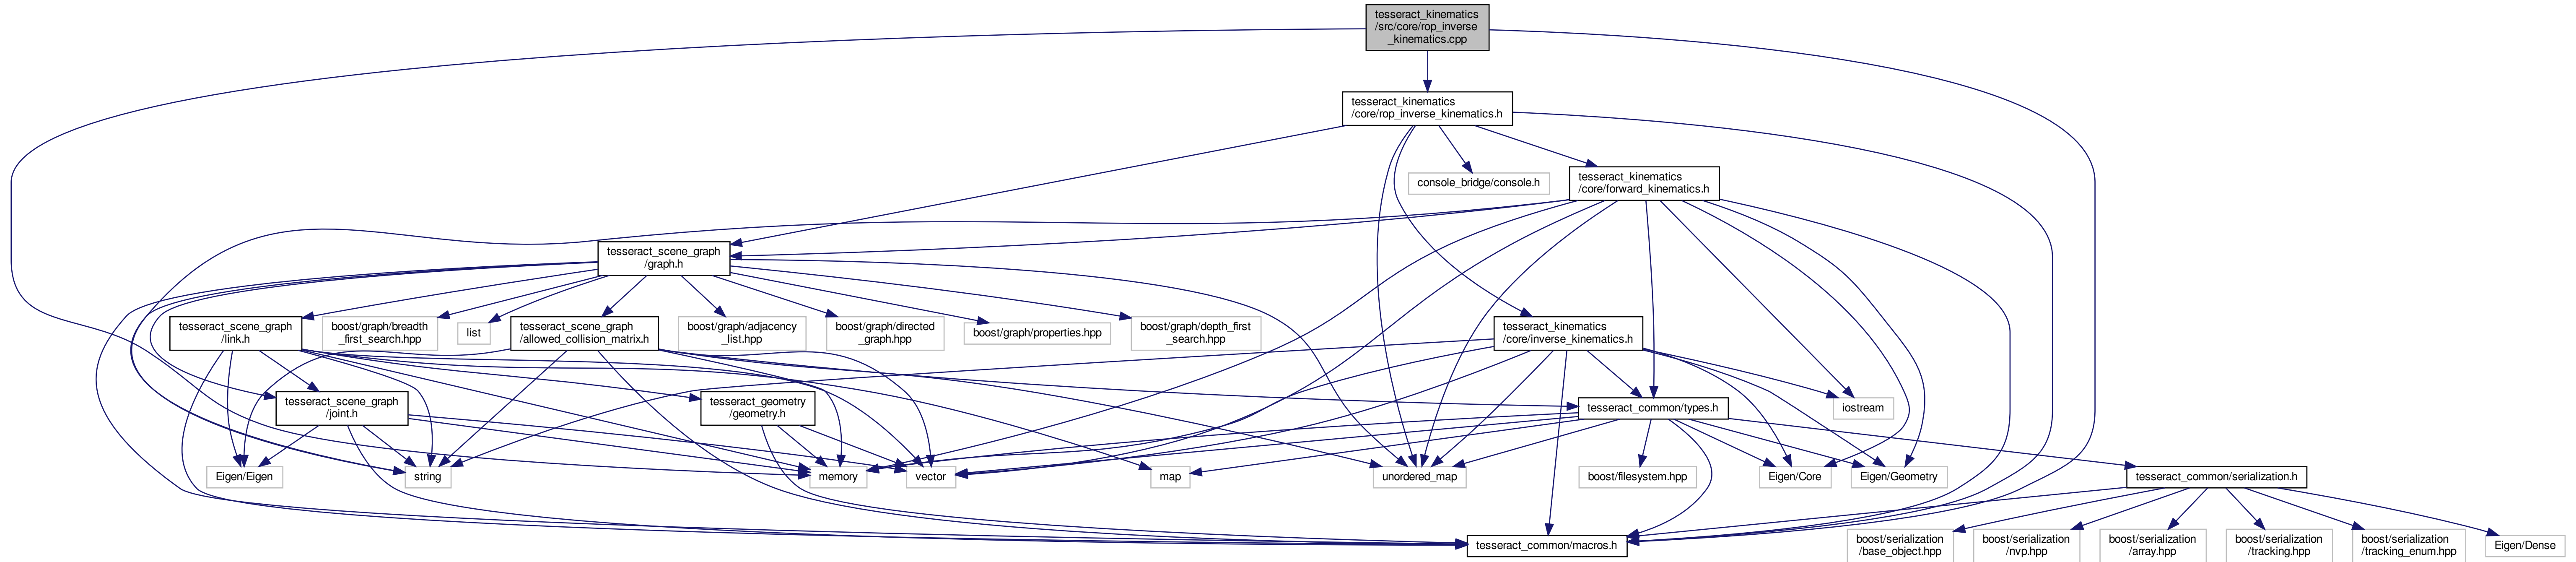 tesseract_kinematics
/src/core/rop_inverse
_kinematics.cpp
tesseract_kinematics
/core/rop_inverse_kinematics.h
console_bridge/console.h
tesseract_kinematics
/core/forward_kinematics.h
tesseract_scene_graph
/graph.h
tesseract_scene_graph
/link.h
boost/graph/breadth
_first_search.hpp
list
tesseract_scene_graph
/allowed_collision_matrix.h
boost/graph/adjacency
_list.hpp
boost/graph/directed
_graph.hpp
boost/graph/properties.hpp
boost/graph/depth_first
_search.hpp
tesseract_kinematics
/core/inverse_kinematics.h
tesseract_scene_graph
/joint.h
tesseract_geometry
/geometry.h
tesseract_common/types.h
iostream
Eigen/Eigen
string
memory
vector
map
unordered_map
boost/filesystem.hpp
Eigen/Core
Eigen/Geometry
tesseract_common/serialization.h
tesseract_common/macros.h
boost/serialization
/base_object.hpp
boost/serialization
/nvp.hpp
boost/serialization
/array.hpp
boost/serialization
/tracking.hpp
boost/serialization
/tracking_enum.hpp
Eigen/Dense